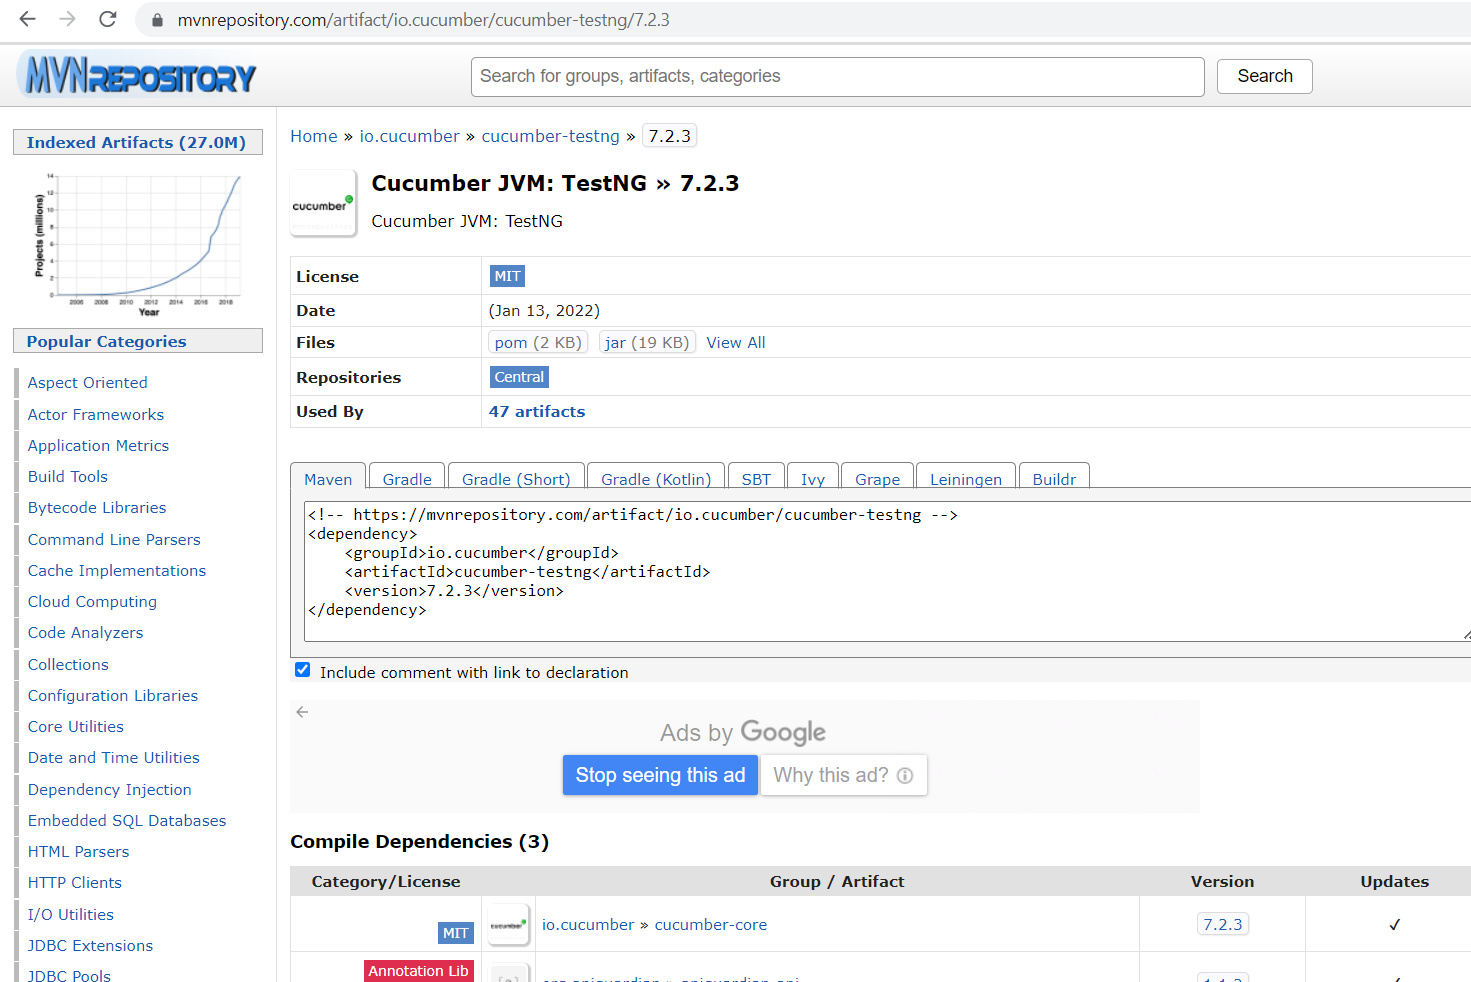 mvnrepository.com/artifact/io.cucumber/cucumber-testng/7.2.3
MVNREPOSITORY
Search for groups, artifacts, categories
Search
Indexed Artifacts (27.0M)
Projects (millions)
14
12
10
8
6
4
2
0
2006 2008 2010 2012 2014 2016 2018
Year
Popular Categories
Aspect Oriented
Actor Frameworks
Application Metrics
Build Tools
Bytecode Libraries
Command Line Parsers
Cache Implementations
Cloud Computing
Code Analyzers
Collections
Configuration Libraries
Core Utilities
Date and Time Utilities
Dependency Injection
Embedded SQL Databases
HTML Parsers
HTTP Clients
I/O Utilities
JDBC Extensions
JDBC Pools
Home » io.cucumber » cucumber-testng » 7.2.3
cucumber
Cucumber JVM: TestNG » 7.2.3
Cucumber JVM: TestNG
License MIT
Date (Jan 13, 2022)
Files pom (2 KB) jar (19 KB) View All
Repositories Central
Used By 47 artifacts
Maven Gradle Gradle (Short) Gradle (Kotlin) SBT Ivy Grape Leiningen Buildr
<!-- https://mvnrepository.com/artifact/io.cucumber/cucumber-testng -->
<dependency>
    <groupId>io.cucumber</groupId>
    <artifactId>cucumber-testng</artifactId>
    <version>7.2.3</version>
</dependency>
Include comment with link to declaration
Ads by Google
Stop seeing this ad Why this ad?
Compile Dependencies (3)
Category/License Group / Artifact Version Updates
MIT cucumber io.cucumber » cucumber-core 7.2.3 ✓
Annotation Lib